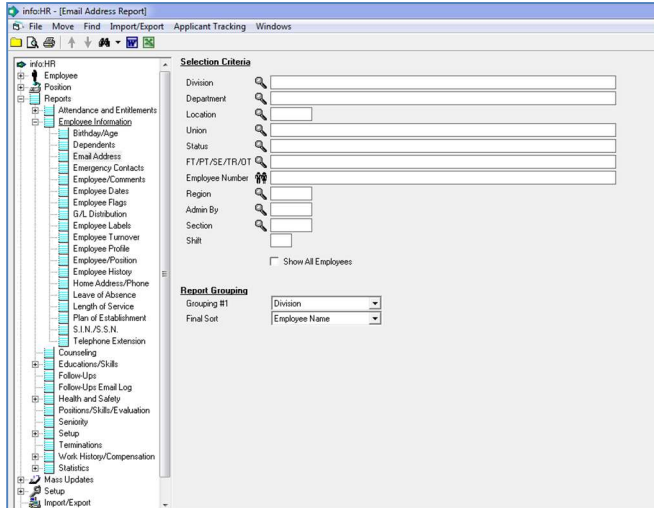 info:HR - [Email Address Report]
File Move Find Import/Export Applicant Tracking Windows
info:HR
Employee
Position
Reports
Attendance and Entitlements
Employee Information
Birthday/Age
Dependents
Email Address
Emergency Contacts
Employee/Comments
Employee Dates
Employee Flags
G/L Distribution
Employee Labels
Employee Turnover
Employee Profile
Employee/Position
Employee History
Home Address/Phone
Leave of Absence
Length of Service
Plan of Establishment
S.I.N./S.S.N.
Telephone Extension
Counseling
Educations/Skills
Follow-Ups
Follow-Ups Email Log
Health and Safety
Positions/Skills/Evaluation
Seniority
Setup
Terminations
Work History/Compensation
Statistics
Mass Updates
Setup
Import/Export
Selection Criteria
Division
Department
Location
Union
Status
FT/PT/SE/TR/OT
Employee Number
Region
Admin By
Section
Shift
Show All Employees
Report Grouping
Grouping #1 Division
Final Sort Employee Name